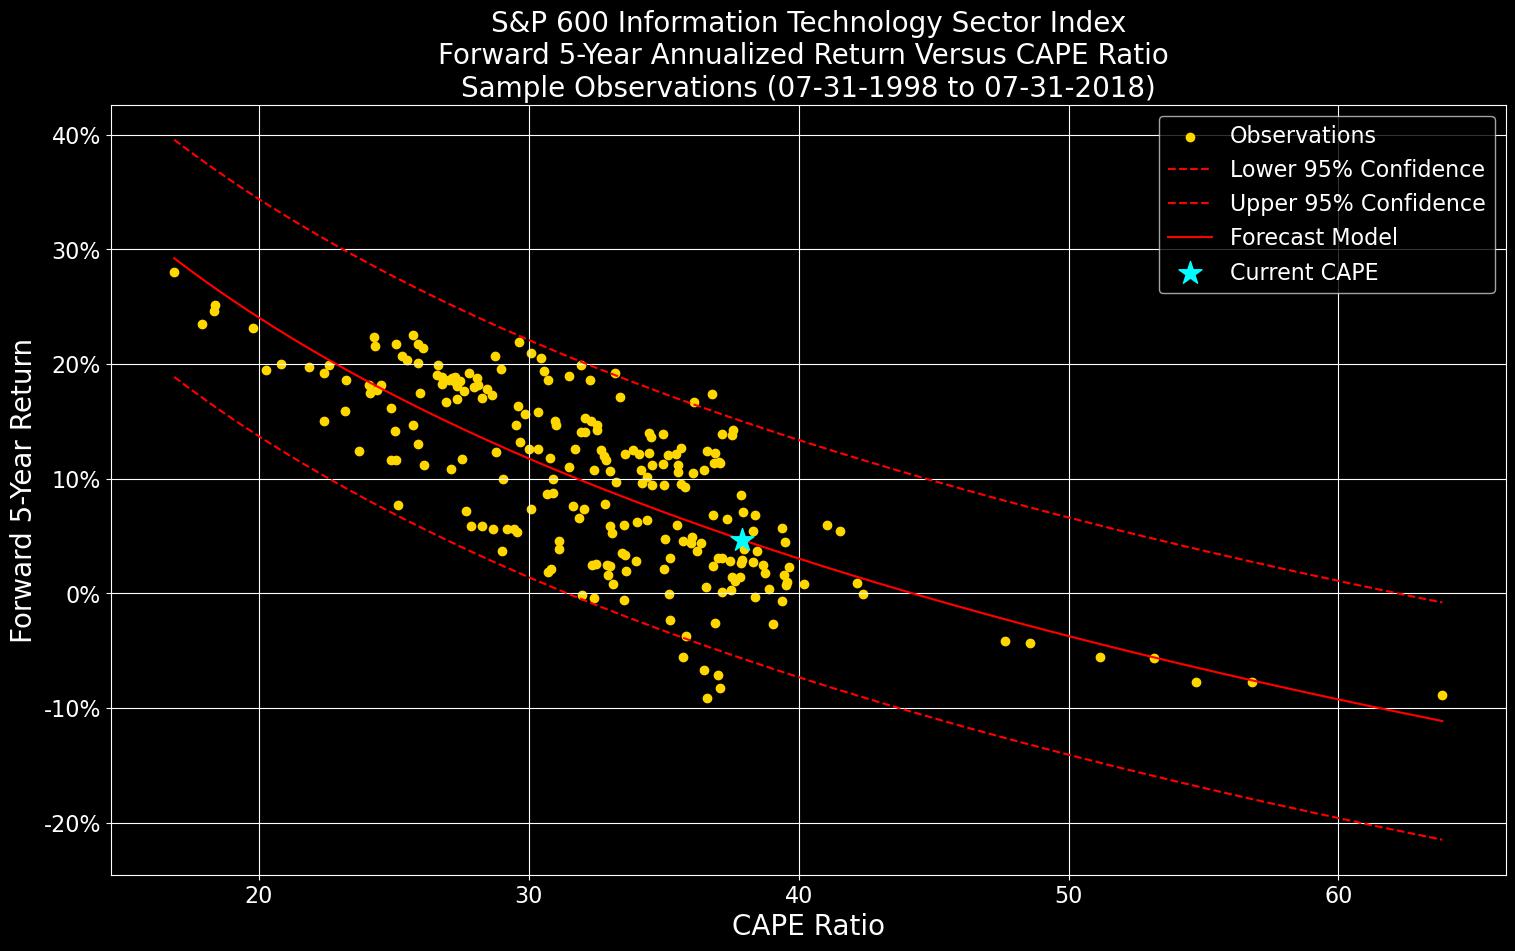 S&P 600 Information Technology Sector Index
Forward 5-Year Annualized Return Versus CAPE Ratio
Sample Observations (07-31-1998 to 07-31-2018)
Observations
Lower 95% Confidence
Upper 95% Confidence
Forecast Model
Current CAPE
Forward 5-Year Return
40%
30%
20%
10%
0%
-10%
-20%
20 30 40 50 60
CAPE Ratio